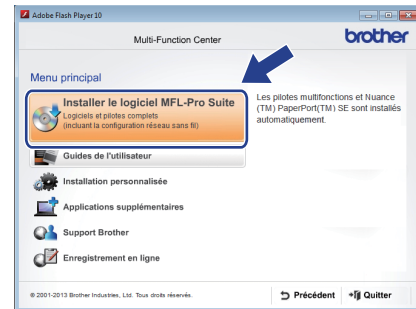 Adobe Flash Player 10
Multi-Function Center
brother
Menu principal
Installer le logiciel MFL-Pro Suite
Logiciels et pilotes complets
(incluant la configuration réseau sans fil)
Les pilotes multifonctions et Nuance
(TM) PaperPort(TM) SE sont installés
automatiquement.
Guides de l'utilisateur
Installation personnalisée
Applications supplémentaires
Support Brother
Enregistrement en ligne
© 2001-2013 Brother Industries, Ltd. Tous droits réservés.
Précédent
Quitter